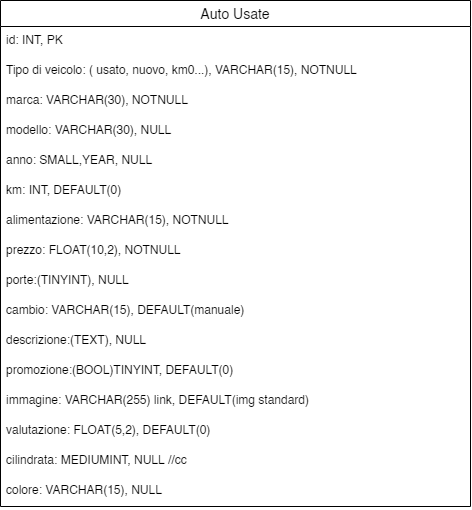 Auto Usate
id: INT, PK
Tipo di veicolo: ( usato, nuovo, km0...), VARCHAR(15), NOTNULL
marca: VARCHAR(30), NOTNULL
modello: VARCHAR(30), NULL
anno: SMALL,YEAR, NULL
km: INT, DEFAULT(0)
alimentazione: VARCHAR(15), NOTNULL
prezzo: FLOAT(10,2), NOTNULL
porte:(TINYINT), NULL
cambio: VARCHAR(15), DEFAULT(manuale)
descrizione:(TEXT), NULL
promozione:(BOOL)TINYINT, DEFAULT(0)
immagine: VARCHAR(255) link, DEFAULT(img standard)
valutazione: FLOAT(5,2), DEFAULT(0)
cilindrata: MEDIUMINT, NULL //cc
colore: VARCHAR(15), NULL